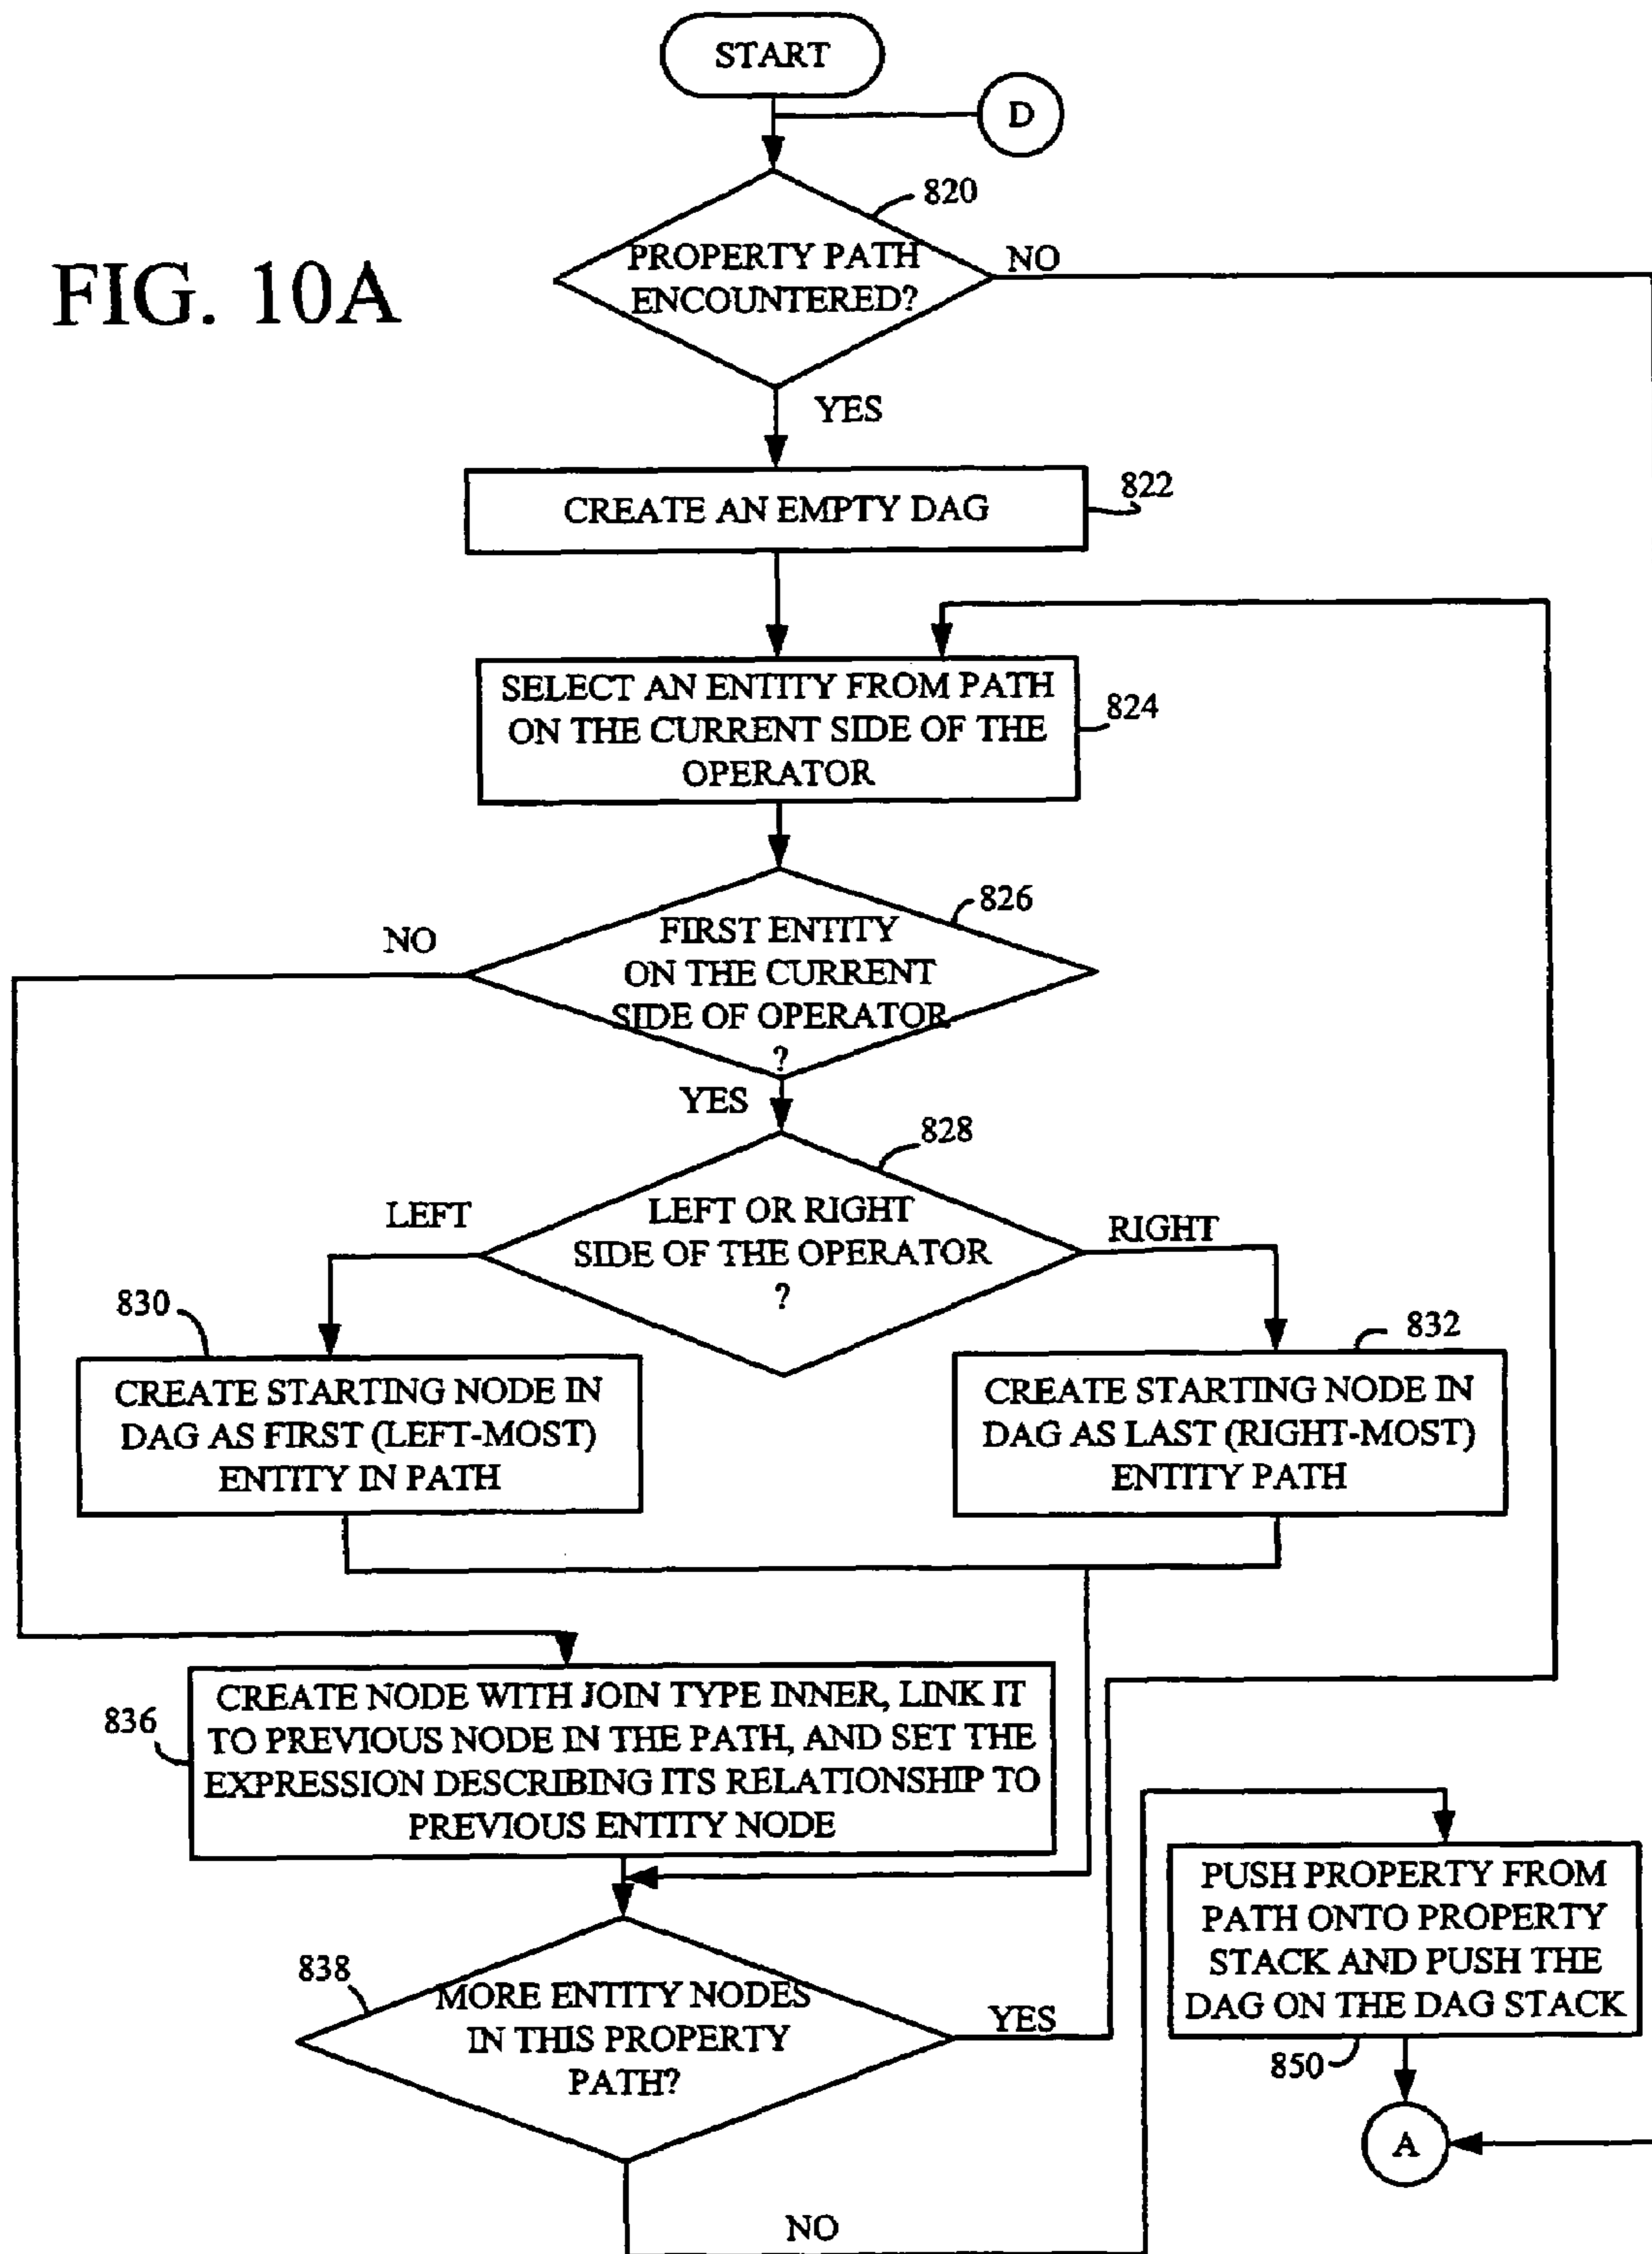 START
D
820
FIG. 10A
PROPERTY PATH
ENCOUNTERED?
NO
YES
CREATE AN EMPTY DAG
822
SELECT AN ENTITY FROM PATH
ON THE CURRENT SIDE OF THE
OPERATOR
824
826
NO
FIRST ENTITY
ON THE CURRENT
SIDE OF OPERATOR
?
YES
828
LEFT
LEFT OR RIGHT
SIDE OF THE OPERATOR
?
RIGHT
830
832
CREATE STARTING NODE IN
DAG AS FIRST (LEFT-MOST)
ENTITY IN PATH
CREATE STARTING NODE IN
DAG AS LAST (RIGHT-MOST)
ENTITY PATH
836
CREATE NODE WITH JOIN TYPE INNER, LINK IT
TO PREVIOUS NODE IN THE PATH, AND SET THE
EXPRESSION DESCRIBING ITS RELATIONSHIP TO
PREVIOUS ENTITY NODE
838
MORE ENTITY NODES
IN THIS PROPERTY
PATH?
YES
NO
PUSH PROPERTY FROM
PATH ONTO PROPERTY
STACK AND PUSH THE
DAG ON THE DAG STACK
850
A